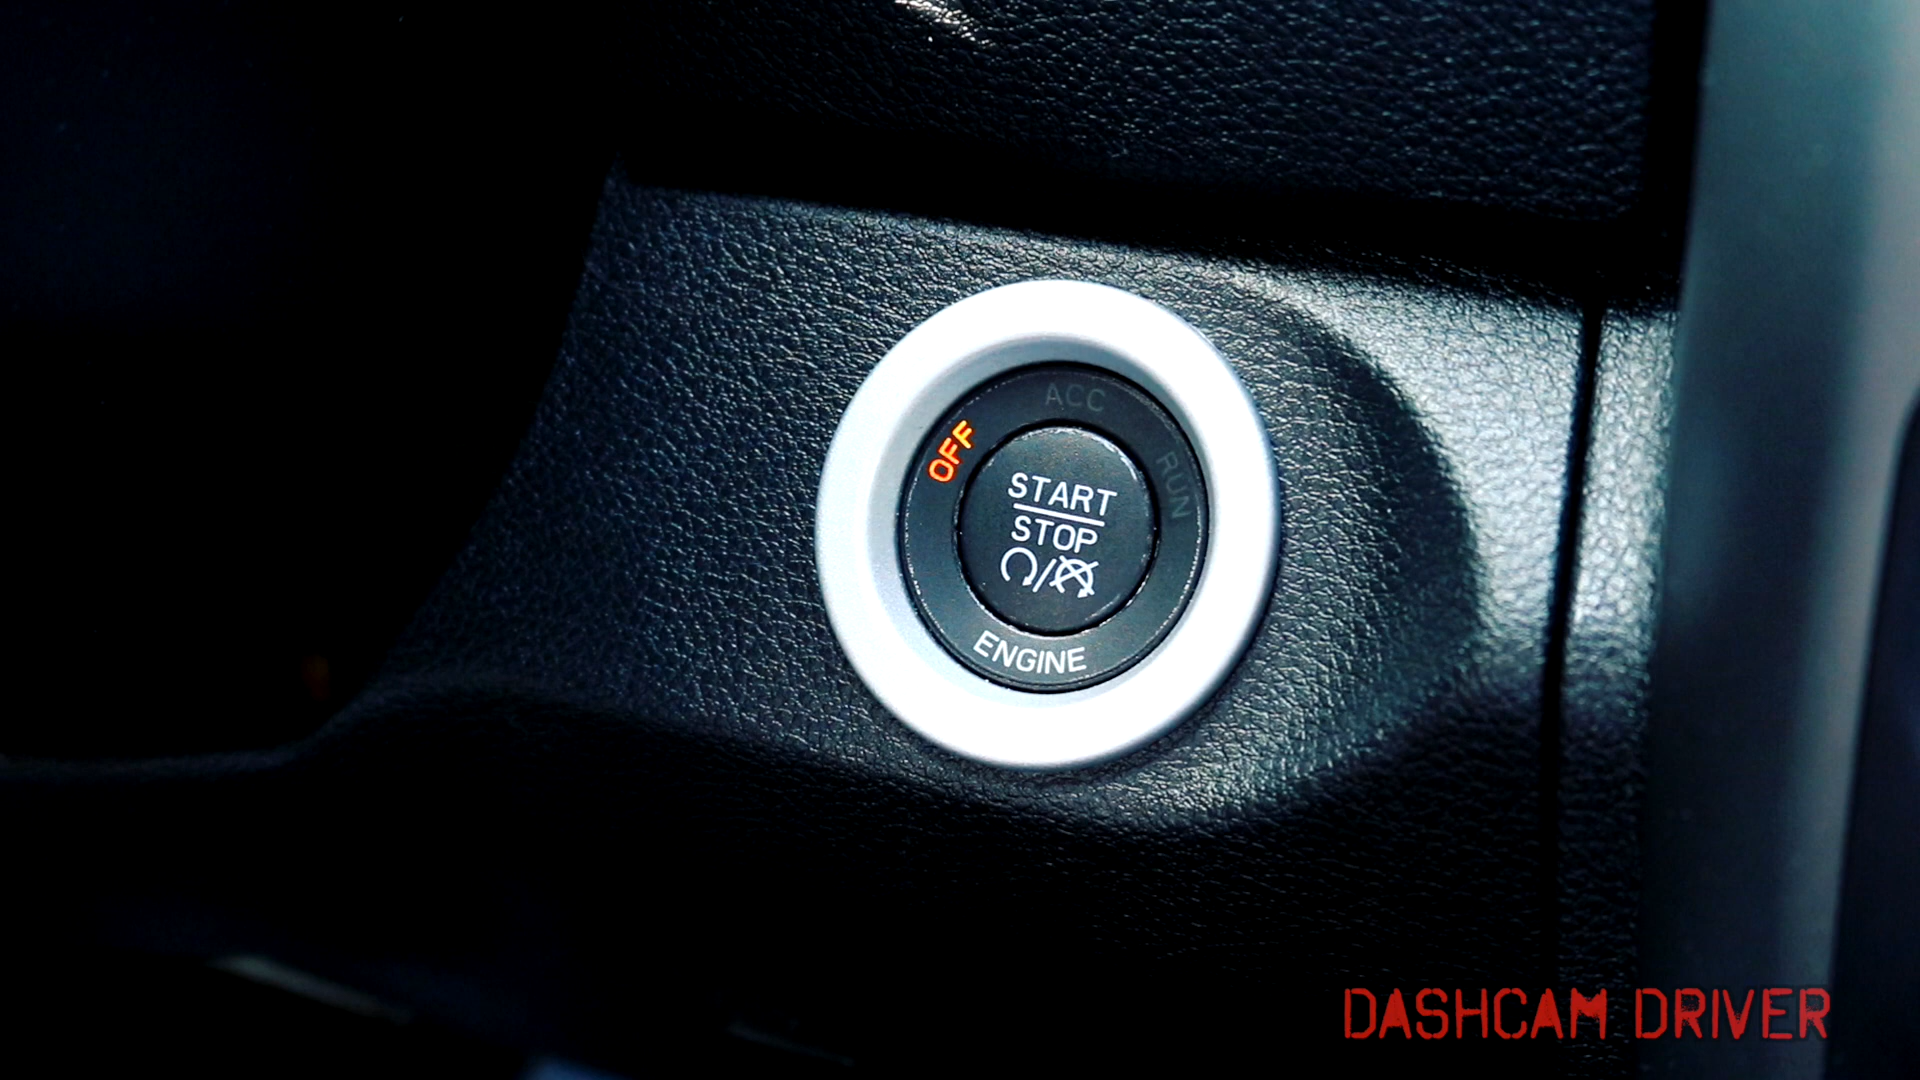 ACC
OFF
RUN
START
STOP
ENGINE
DASHCAM DRIVER